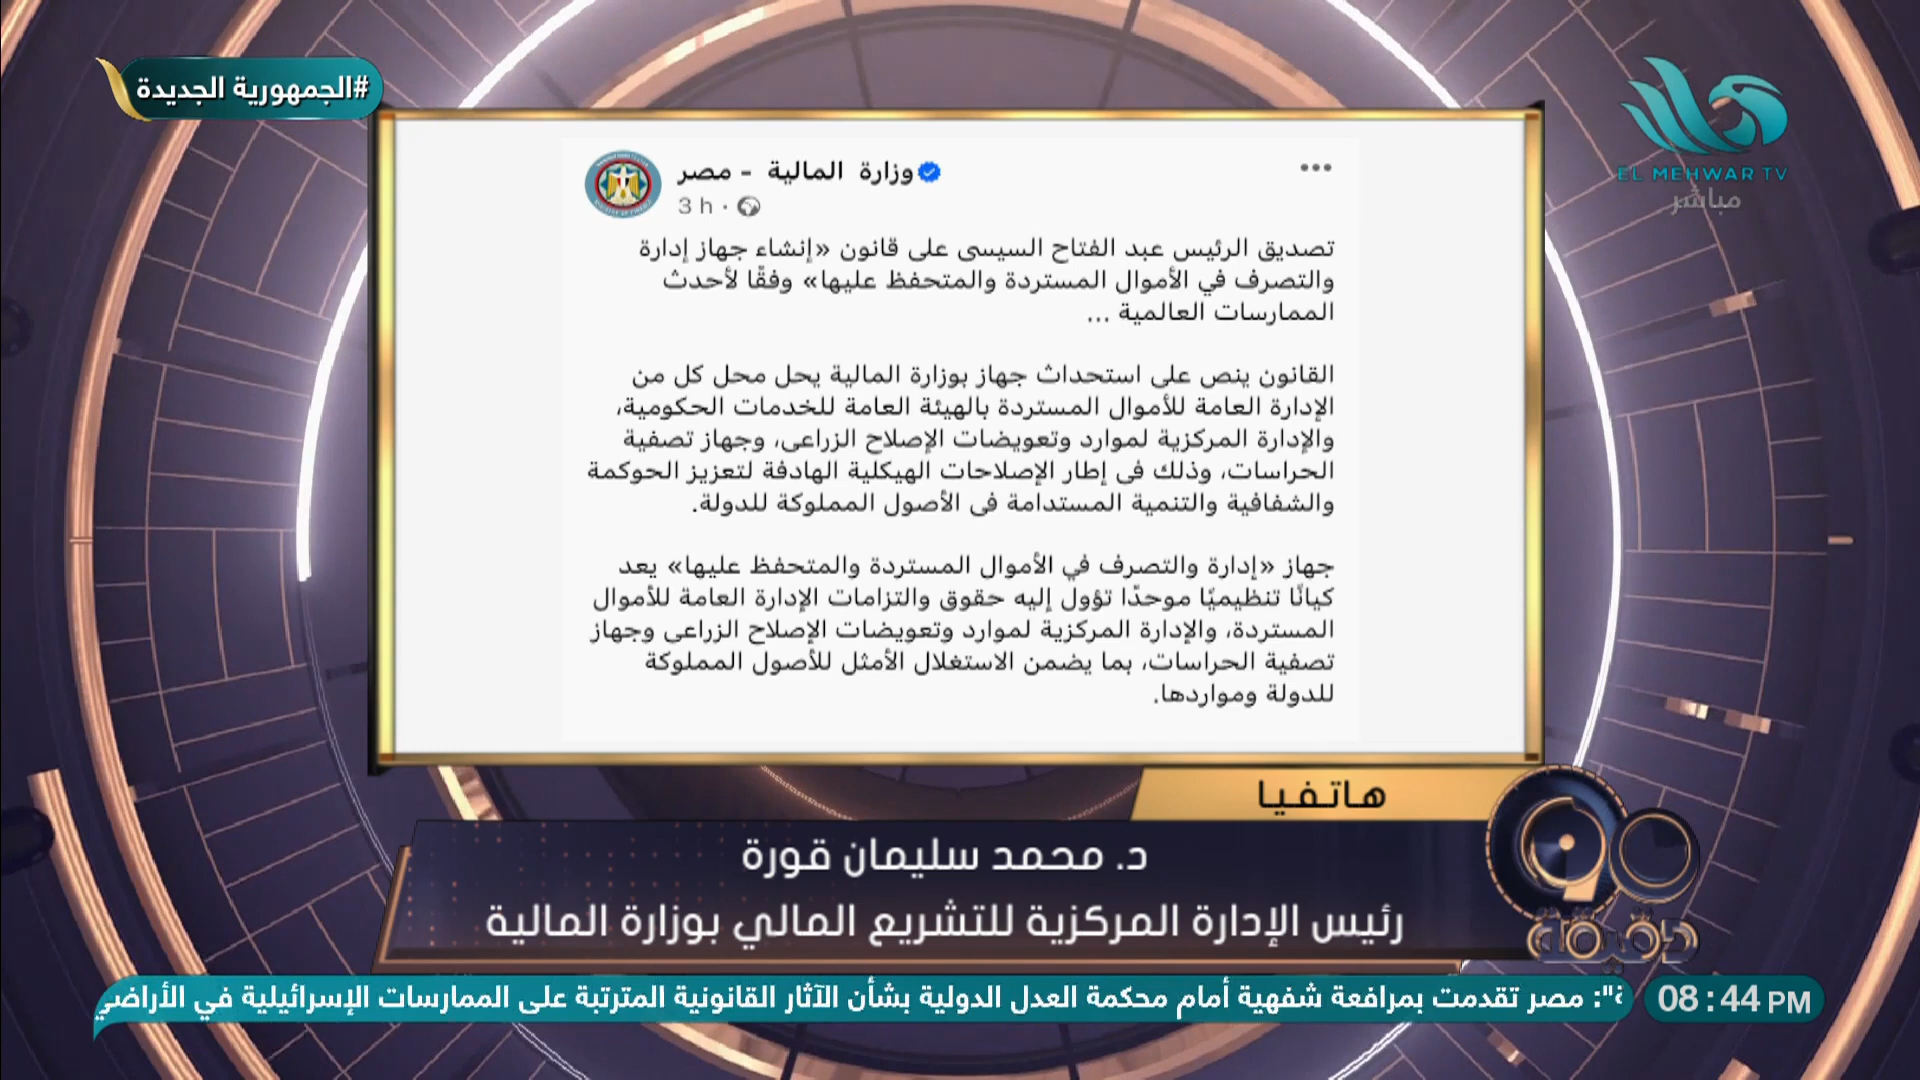 #الجمهورية الجديدة
EL MEHWAR TV
مباشر
وزارة المالية - مصر
3 h
تصديق الرئيس عبد الفتاح السيسى على قانون «إنشاء جهاز إدارة
والتصرف في الأموال المستردة والمتحفظ عليها» وفقًا لأحدث
الممارسات العالمية ...
القانون ينص على استحداث جهاز بوزارة المالية يحل محل كل من
الإدارة العامة للأموال المستردة بالهيئة العامة للخدمات الحكومية،
والإدارة المركزية لموارد وتعويضات الإصلاح الزراعى، وجهاز تصفية
الحراسات، وذلك فى إطار الإصلاحات الهيكلية الهادفة لتعزيز الحوكمة
والشفافية والتنمية المستدامة فى الأصول المملوكة للدولة.
جهاز «إدارة والتصرف في الأموال المستردة والمتحفظ عليها» يعد
كيانًا تنظيميًا موحدًا تؤول إليه حقوق والتزامات الإدارة العامة للأموال
المستردة، والإدارة المركزية لموارد وتعويضات الإصلاح الزراعى وجهاز
تصفية الحراسات، بما يضمن الاستغلال الأمثل للأصول المملوكة
للدولة ومواردها.
هاتفيا
د. محمد سليمان قورة
رئيس الإدارة المركزية للتشريع المالي بوزارة المالية
90
دقيقة
ة": مصر تقدمت بمرافعة شفهية أمام محكمة العدل الدولية بشأن الآثار القانونية المترتبة على الممارسات الإسرائيلية في الأراضي
08:44 PM